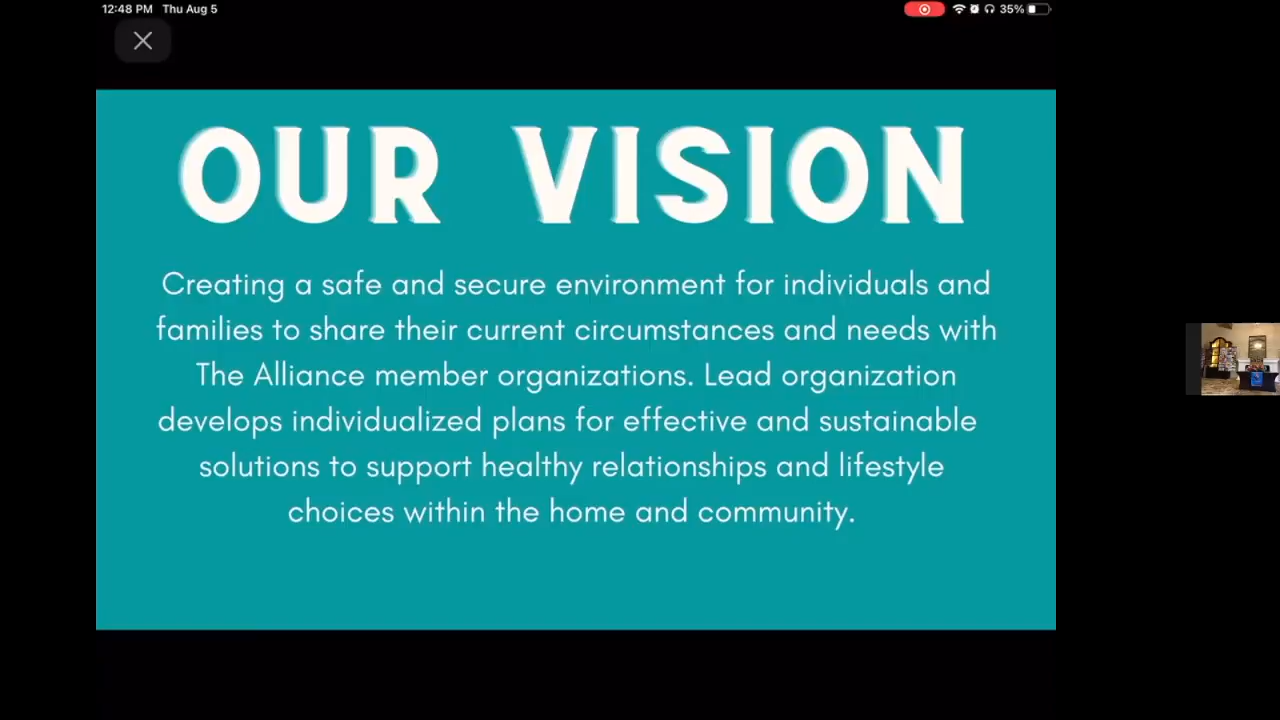 12:48 PM Thu Aug 5
35%
OUR VISION
Creating a safe and secure environment for individuals and
families to share their current circumstances and needs with
The Alliance member organizations. Lead organization
develops individualized plans for effective and sustainable
solutions to support healthy relationships and lifestyle
choices within the home and community.